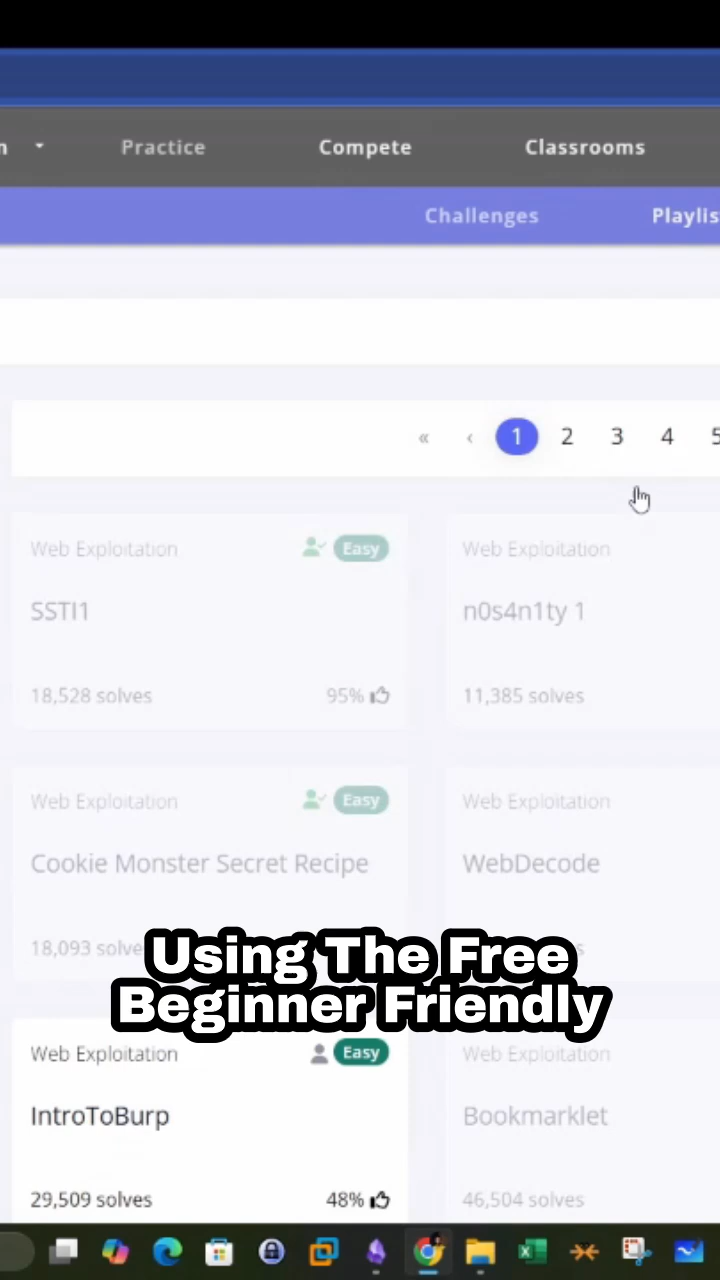 Practice Compete Classrooms
Challenges
« ‹ 1 2 3 4 5
Web Exploitation Easy
SSTI1
18,528 solves 95%
Web Exploitation
n0s4n1ty 1
11,385 solves
Web Exploitation Easy
Cookie Monster Secret Recipe
18,093
Web Exploitation
WebDecode
Using The Free
Beginner Friendly
Web Exploitation Easy
IntroToBurp
29,509 solves 48%
Web Exploitation
Bookmarklet
46,504 solves